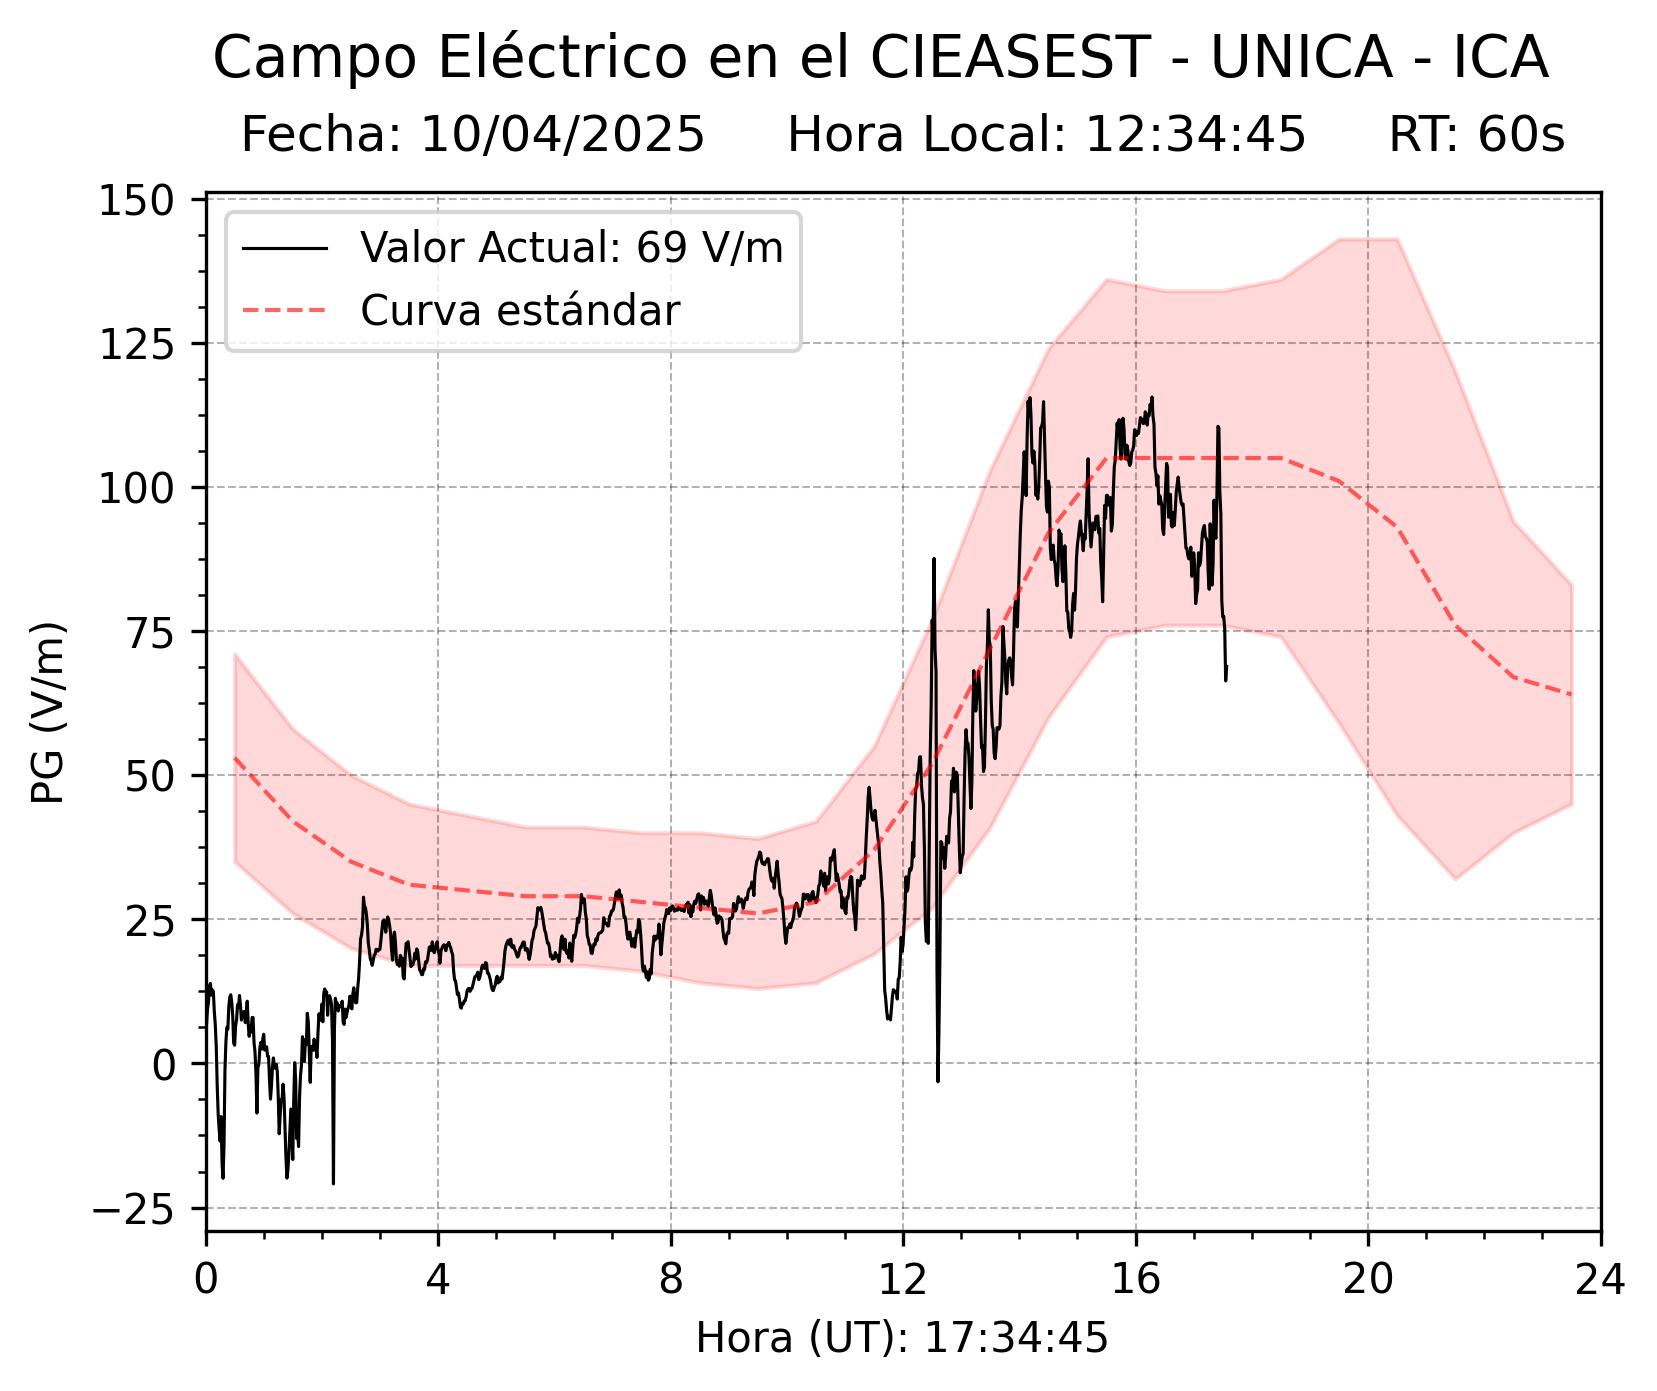 Campo Eléctrico en el CIEASEST - UNICA - ICA
Fecha: 10/04/2025 Hora Local: 12:34:45 RT: 60s
Valor Actual: 69 V/m
Curva estándar
PG (V/m)
150
125
100
75
50
25
0
−25
0 4 8 12 16 20 24
Hora (UT): 17:34:45